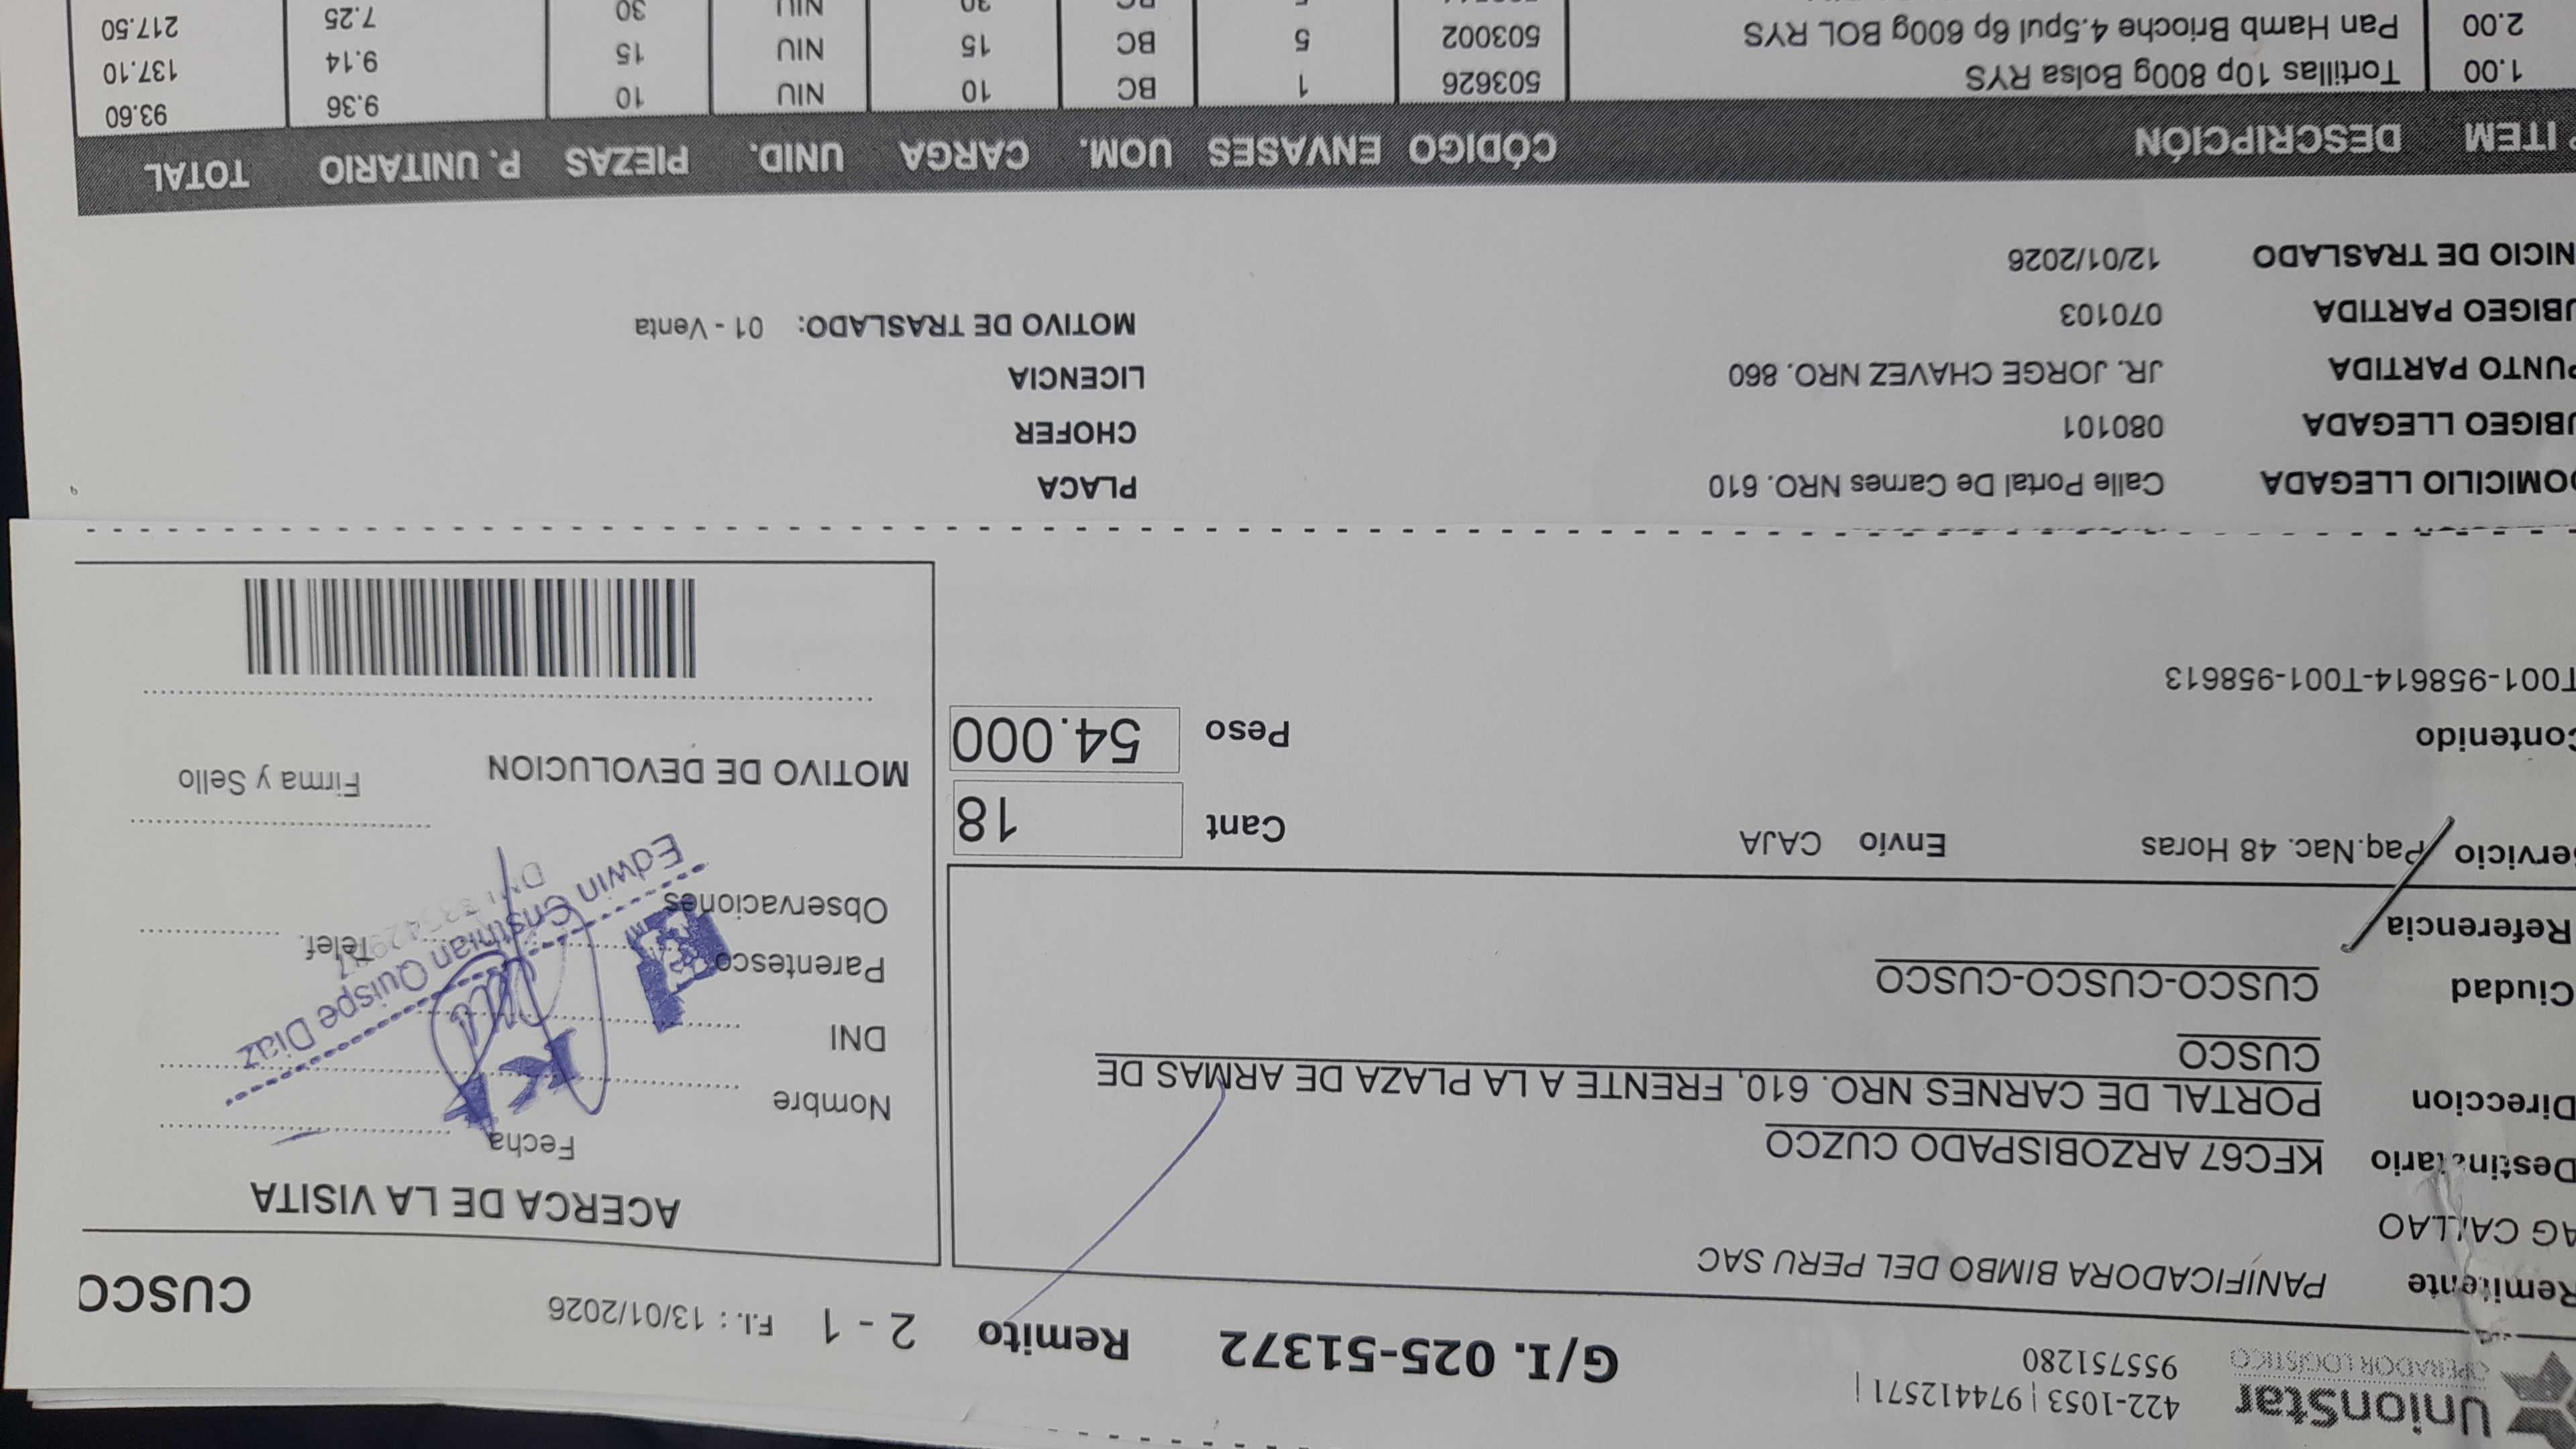 UnionStar
OPERADOR LOGISTICO
422-1053 | 974412571 |
955751280
G/I. 025-51372 Remito 2 - 1 F.I. : 13/01/2026 CUSCO
Remitente PANIFICADORA BIMBO DEL PERU SAC
AG CALLAO
Destinatario KFC67 ARZOBISPADO CUZCO
Direccion PORTAL DE CARNES NRO. 610, FRENTE A LA PLAZA DE ARMAS DE
CUSCO
Ciudad CUSCO-CUSCO-CUSCO
Referencia
Servicio Paq.Nac. 48 Horas Envío CAJA
Cant 18
Contenido
Peso 54.000
T001-958614-T001-958613
ACERCA DE LA VISITA
Fecha
Nombre
DNI
Parentesco
Telef.
Observaciones
Edwin Cristhian Quispe Diaz
MOTIVO DE DEVOLUCION
Firma y Sello
DOMICILIO LLEGADA Calle Portal De Carnes NRO. 610 PLACA
UBIGEO LLEGADA 080101 CHOFER
PUNTO PARTIDA JR. JORGE CHAVEZ NRO. 860 LICENCIA
UBIGEO PARTIDA 070103 MOTIVO DE TRASLADO: 01 - Venta
INICIO DE TRASLADO 12/01/2026
ITEM DESCRIPCIÓN CÓDIGO ENVASES UOM. CARGA UNID. PIEZAS P. UNITARIO TOTAL
1.00 Tortillas 10p 800g Bolsa RYS 503626 1 BC 10 NIU 10 9.36 93.60
2.00 Pan Hamb Brioche 4.5pul 6p 600g BOL RYS 503002 5 BC 15 NIU 15 9.14 137.10
30 NIU 30 7.25 217.50